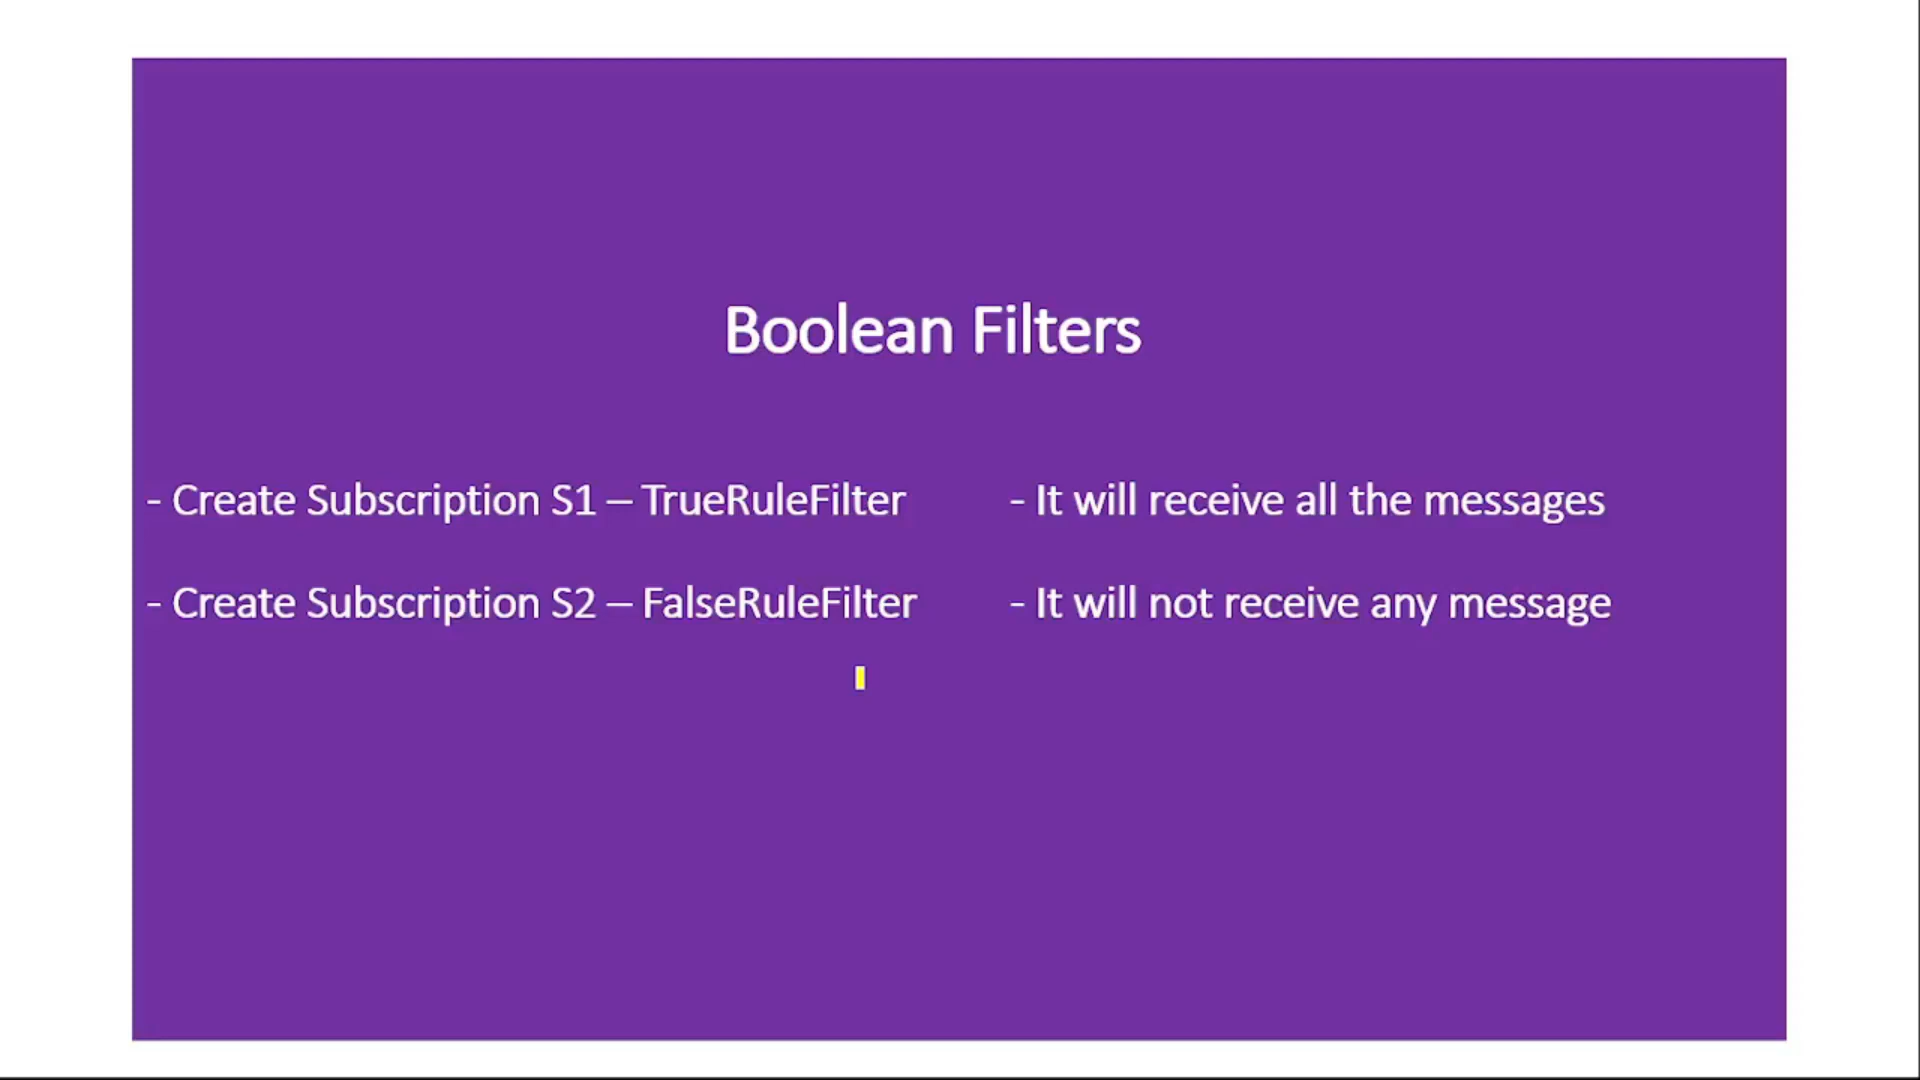 Boolean Filters
- Create Subscription S1 – TrueRuleFilter - It will receive all the messages
- Create Subscription S2 – FalseRuleFilter - It will not receive any message